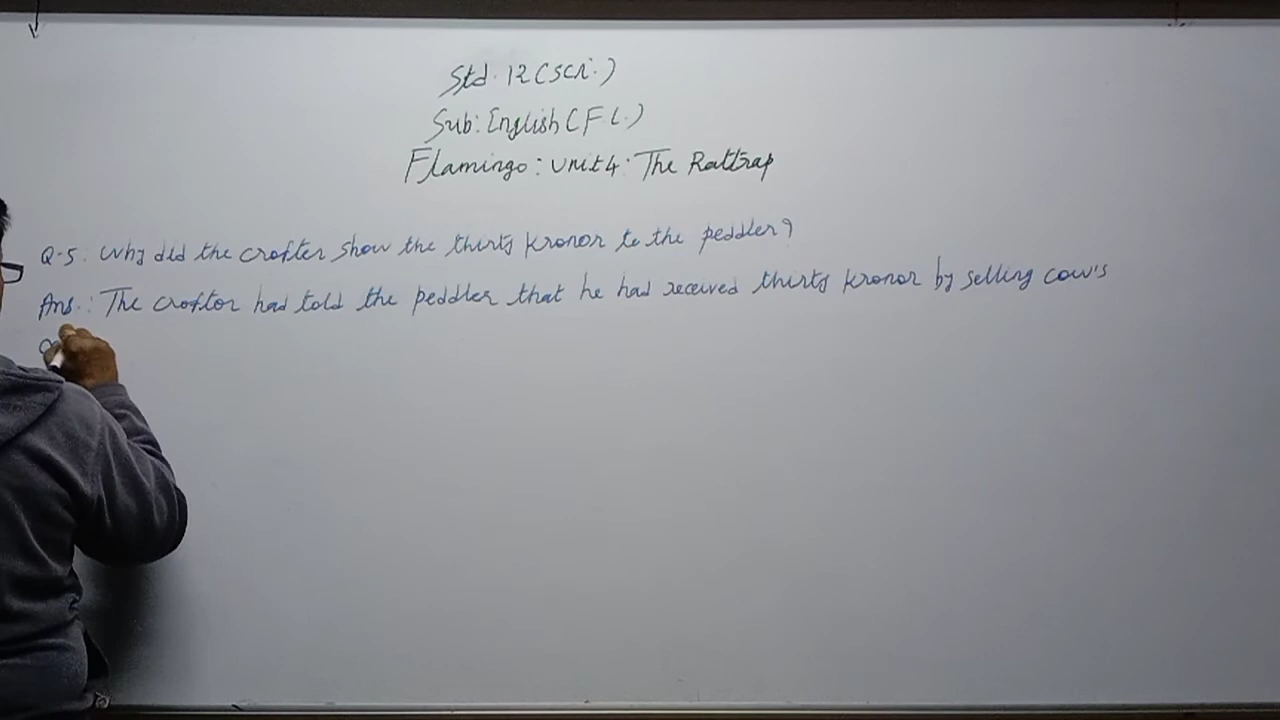 Std. 12 (Sci.)
Sub: English (F.L.)
Flamingo: Unit 4: The Rattrap
Q-5. Why did the crofter show the thirty kronor to the peddler?
Ans.: The croftor had told the peddler that he had received thirty kronor by selling cow's